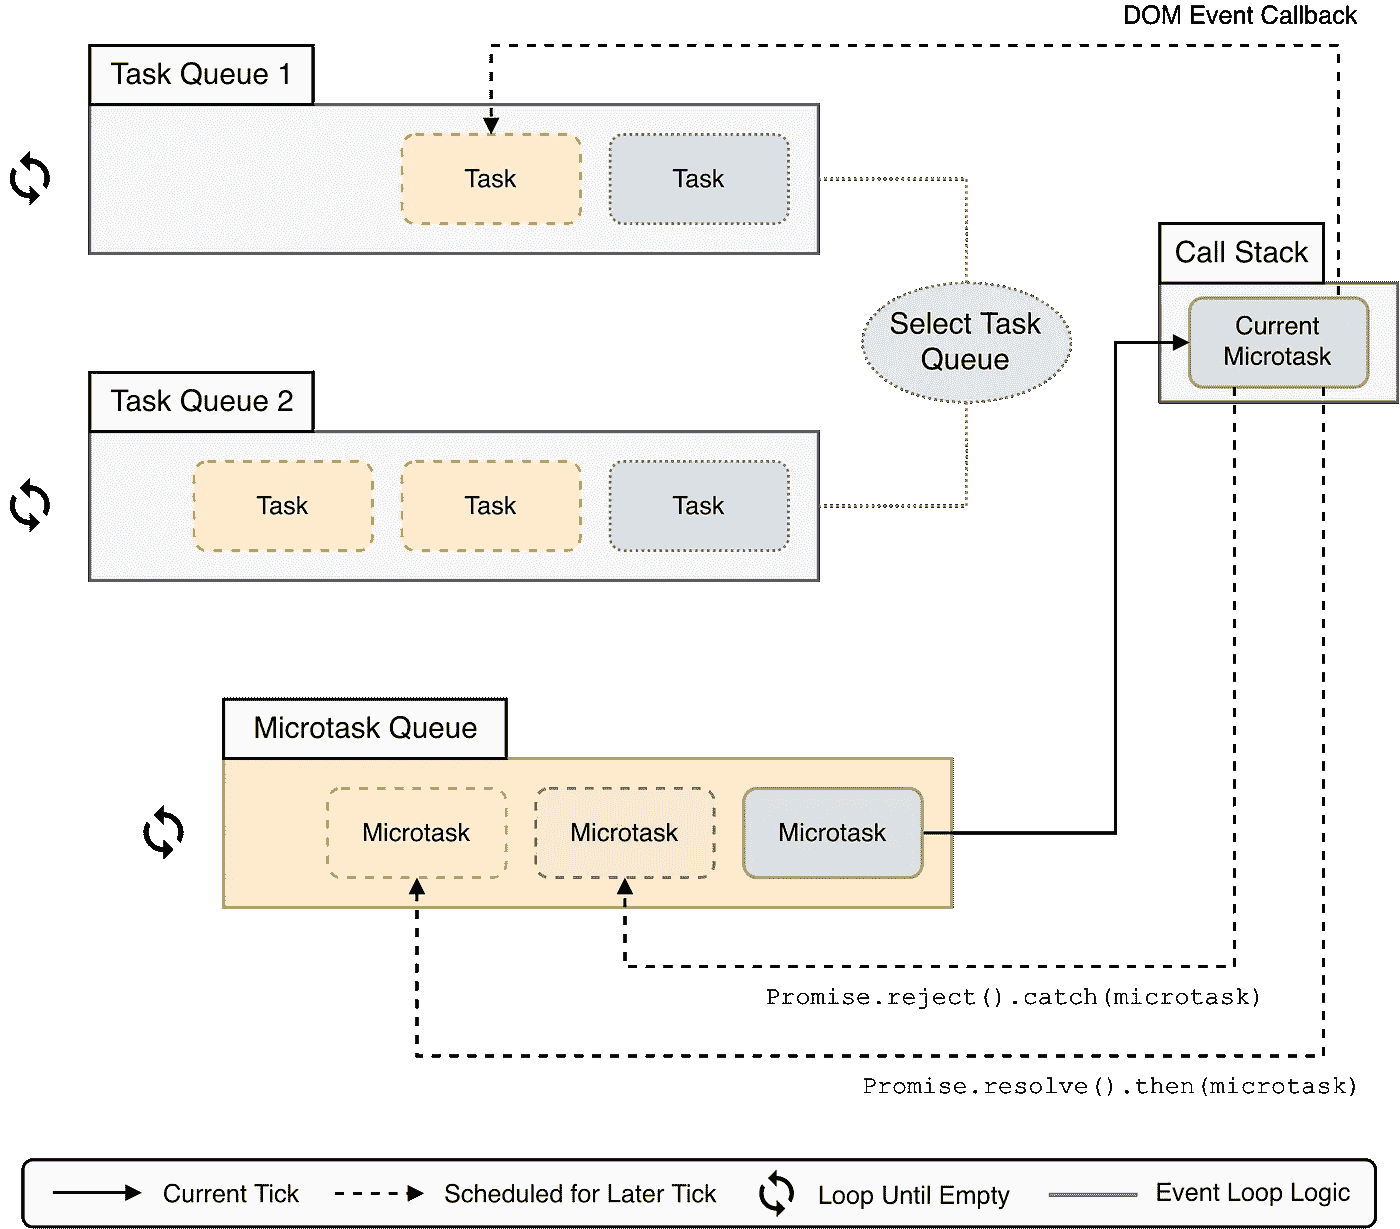 DOM Event Callback
Task Queue 1
Task
Task
Call Stack
Current
Microtask
Select Task
Queue
Task Queue 2
Task
Task
Task
Microtask Queue
Microtask
Microtask
Microtask
Promise.reject().catch(microtask)
Promise.resolve().then(microtask)
Current Tick
Scheduled for Later Tick
Loop Until Empty
Event Loop Logic